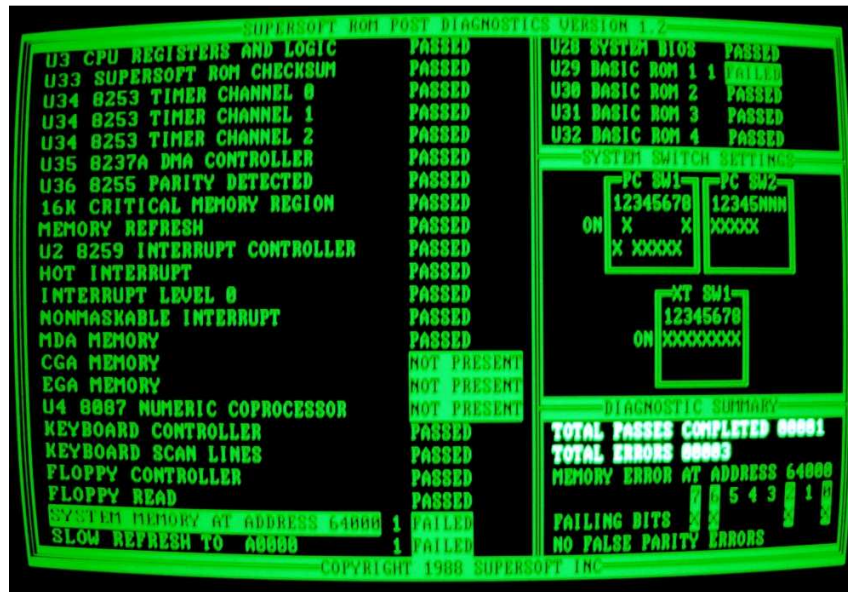 SUPERSOFT ROM POST DIAGNOSTICS VERSION 1.2
U3 CPU REGISTERS AND LOGIC PASSED
U33 SUPERSOFT ROM CHECKSUM PASSED
U34 8253 TIMER CHANNEL 0 PASSED
U34 8253 TIMER CHANNEL 1 PASSED
U34 8253 TIMER CHANNEL 2 PASSED
U35 8237A DMA CONTROLLER PASSED
U36 8255 PARITY DETECTED PASSED
16K CRITICAL MEMORY REGION PASSED
MEMORY REFRESH PASSED
U2 8259 INTERRUPT CONTROLLER PASSED
HOT INTERRUPT PASSED
INTERRUPT LEVEL 0 PASSED
NONMASKABLE INTERRUPT PASSED
MDA MEMORY PASSED
CGA MEMORY NOT PRESENT
EGA MEMORY NOT PRESENT
U4 8087 NUMERIC COPROCESSOR NOT PRESENT
KEYBOARD CONTROLLER PASSED
KEYBOARD SCAN LINES PASSED
FLOPPY CONTROLLER PASSED
FLOPPY READ PASSED
SYSTEM MEMORY AT ADDRESS 64000 1 FAILED
SLOW REFRESH TO A0000 1 FAILED
U28 SYSTEM BIOS PASSED
U29 BASIC ROM 1 1 FAILED
U30 BASIC ROM 2 PASSED
U31 BASIC ROM 3 PASSED
U32 BASIC ROM 4 PASSED
SYSTEM SWITCH SETTINGS
PC SW1 PC SW2
12345678 12345NNN
ON X X XXXXX
X XXXXX
XT SW1
12345678
ON XXXXXXXX
DIAGNOSTIC SUMMARY
TOTAL PASSES COMPLETED 00001
TOTAL ERRORS 00003
MEMORY ERROR AT ADDRESS 64000
7 6 5 4 3 2 1 0
FAILING BITS X X X X
NO FALSE PARITY ERRORS
COPYRIGHT 1988 SUPERSOFT INC